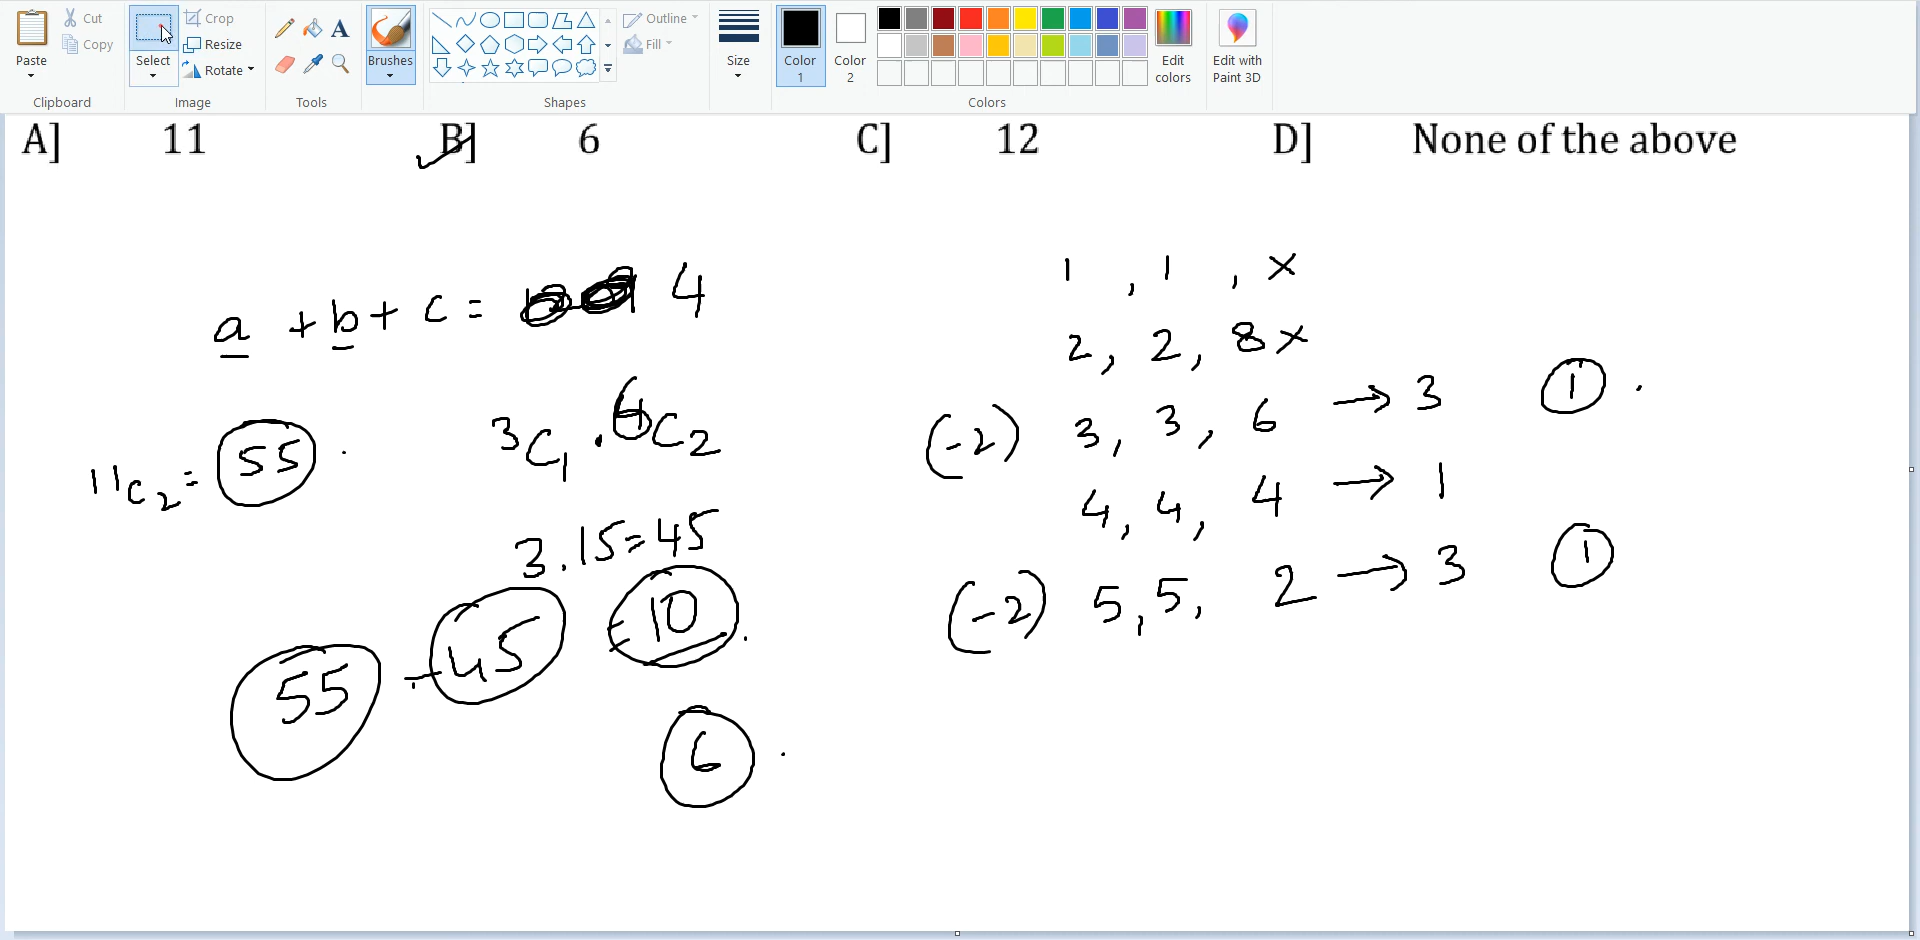 Paste
Cut
Copy
Clipboard
Select
Crop
Resize
Rotate
Image
A
Tools
Brushes
Outline
Fill
Shapes
Size
Color 1
Color 2
Edit colors
Edit with Paint 3D
Colors
A] 11 B] 6 C] 12 D] None of the above
a + b + c = 4
11C2 = 55 .
3C1 . 6C2
3 . 15 = 45
55 - 45 = 10 .
6 .
1 , 1 , x
2, 2, 8 x
(-2) 3, 3, 6 → 3 1 .
4, 4, 4 → 1
(-2) 5, 5, 2 → 3 1